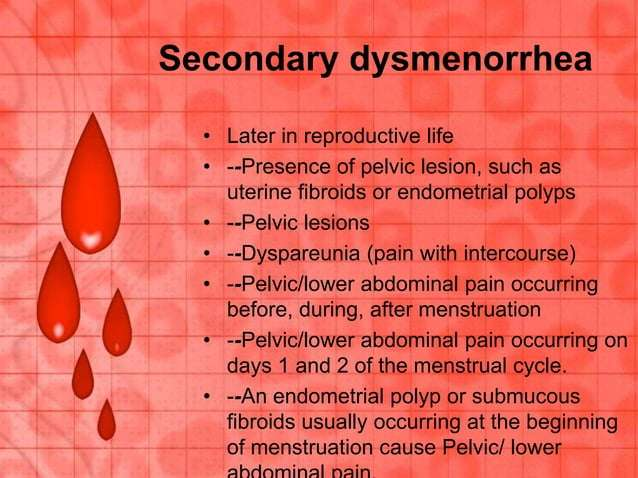 Secondary dysmenorrhea
• Later in reproductive life
• --Presence of pelvic lesion, such as
uterine fibroids or endometrial polyps
• --Pelvic lesions
• --Dyspareunia (pain with intercourse)
• --Pelvic/lower abdominal pain occurring
before, during, after menstruation
• --Pelvic/lower abdominal pain occurring on
days 1 and 2 of the menstrual cycle.
• --An endometrial polyp or submucous
fibroids usually occurring at the beginning
of menstruation cause Pelvic/ lower
abdominal pain.